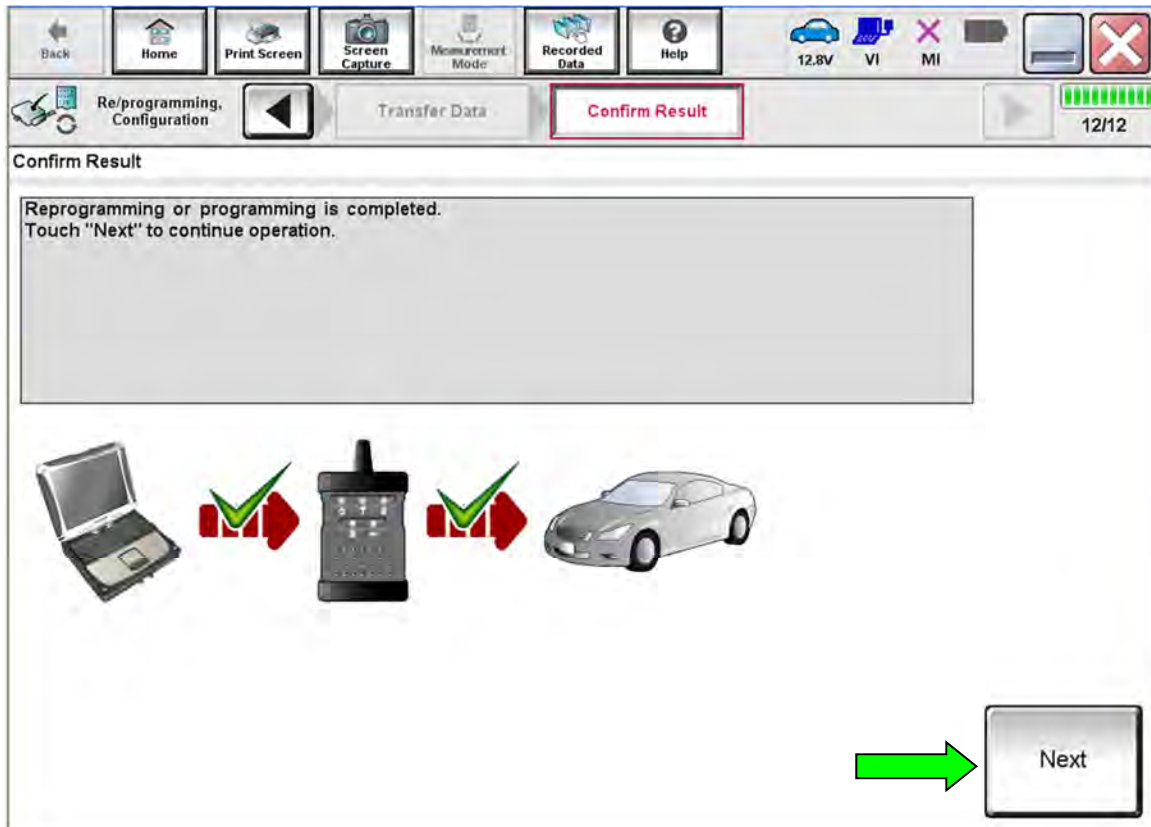 Back
Home
Print Screen
Screen
Capture
Measurement
Mode
Recorded
Data
Help
12.8V
VI
MI
Re/programming,
Configuration
Transfer Data
Confirm Result
12/12
Confirm Result
Reprogramming or programming is completed.
Touch "Next" to continue operation.
Next